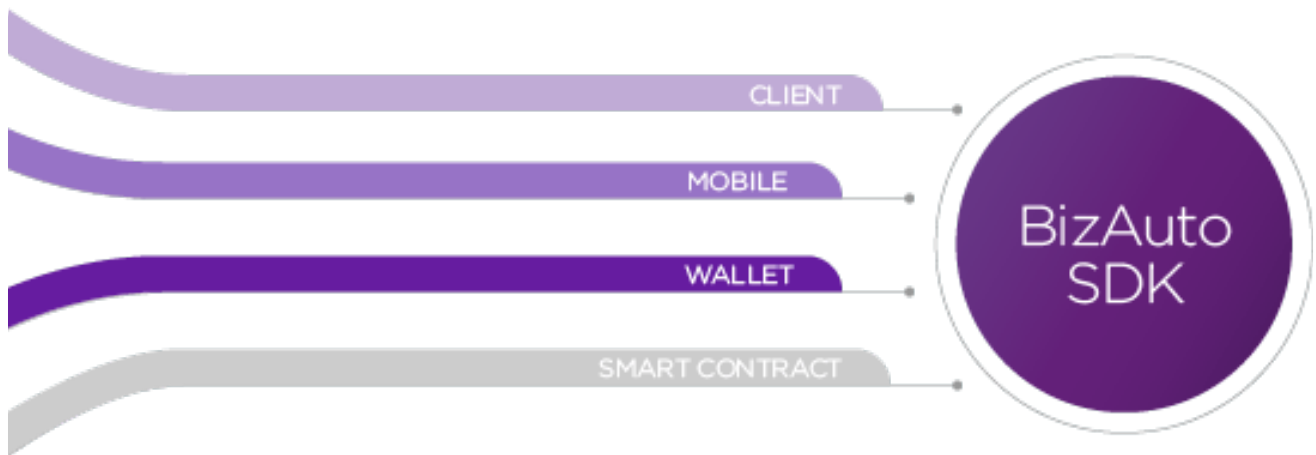 CLIENT
MOBILE
WALLET
SMART CONTRACT
BizAuto
SDK